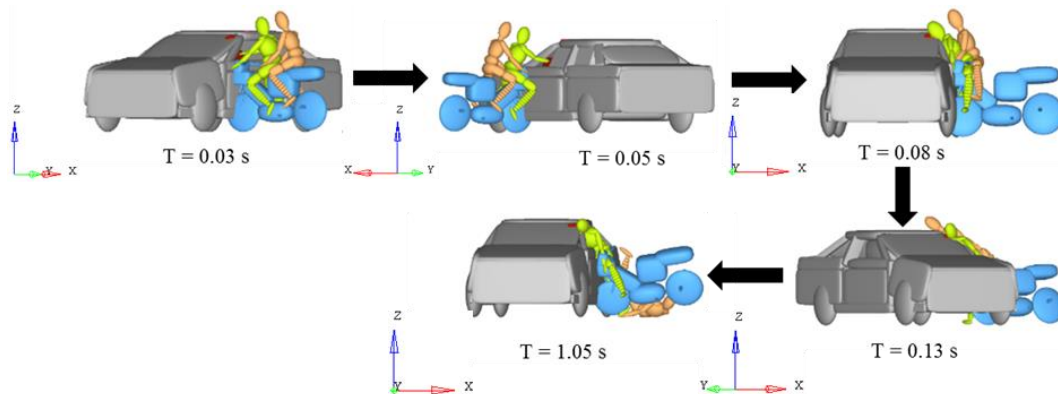 Z
Y X
T = 0.03 s
Z
X Y
T = 0.05 s
Z
Y X
T = 0.08 s
Z
Y X
T = 1.05 s
Z
Y X
T = 0.13 s